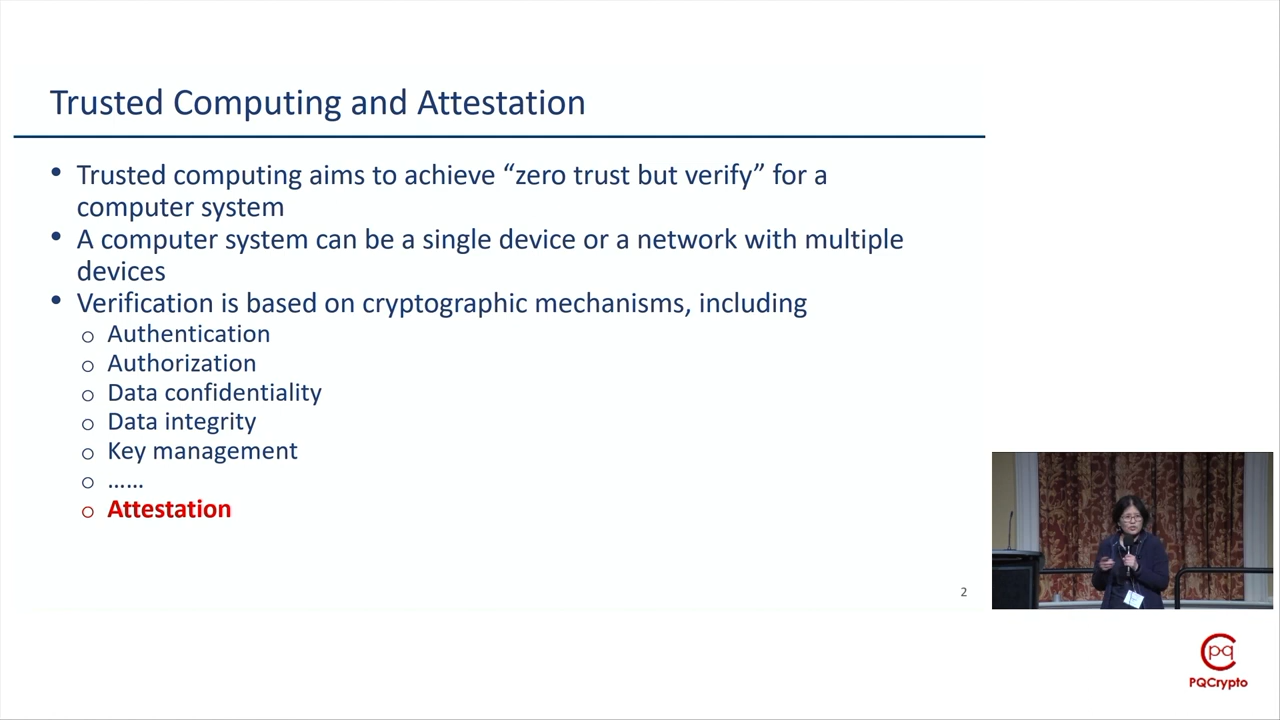 Trusted Computing and Attestation
• Trusted computing aims to achieve “zero trust but verify” for a
computer system
• A computer system can be a single device or a network with multiple
devices
• Verification is based on cryptographic mechanisms, including
o Authentication
o Authorization
o Data confidentiality
o Data integrity
o Key management
o ......
o Attestation
2
pq
PQCrypto